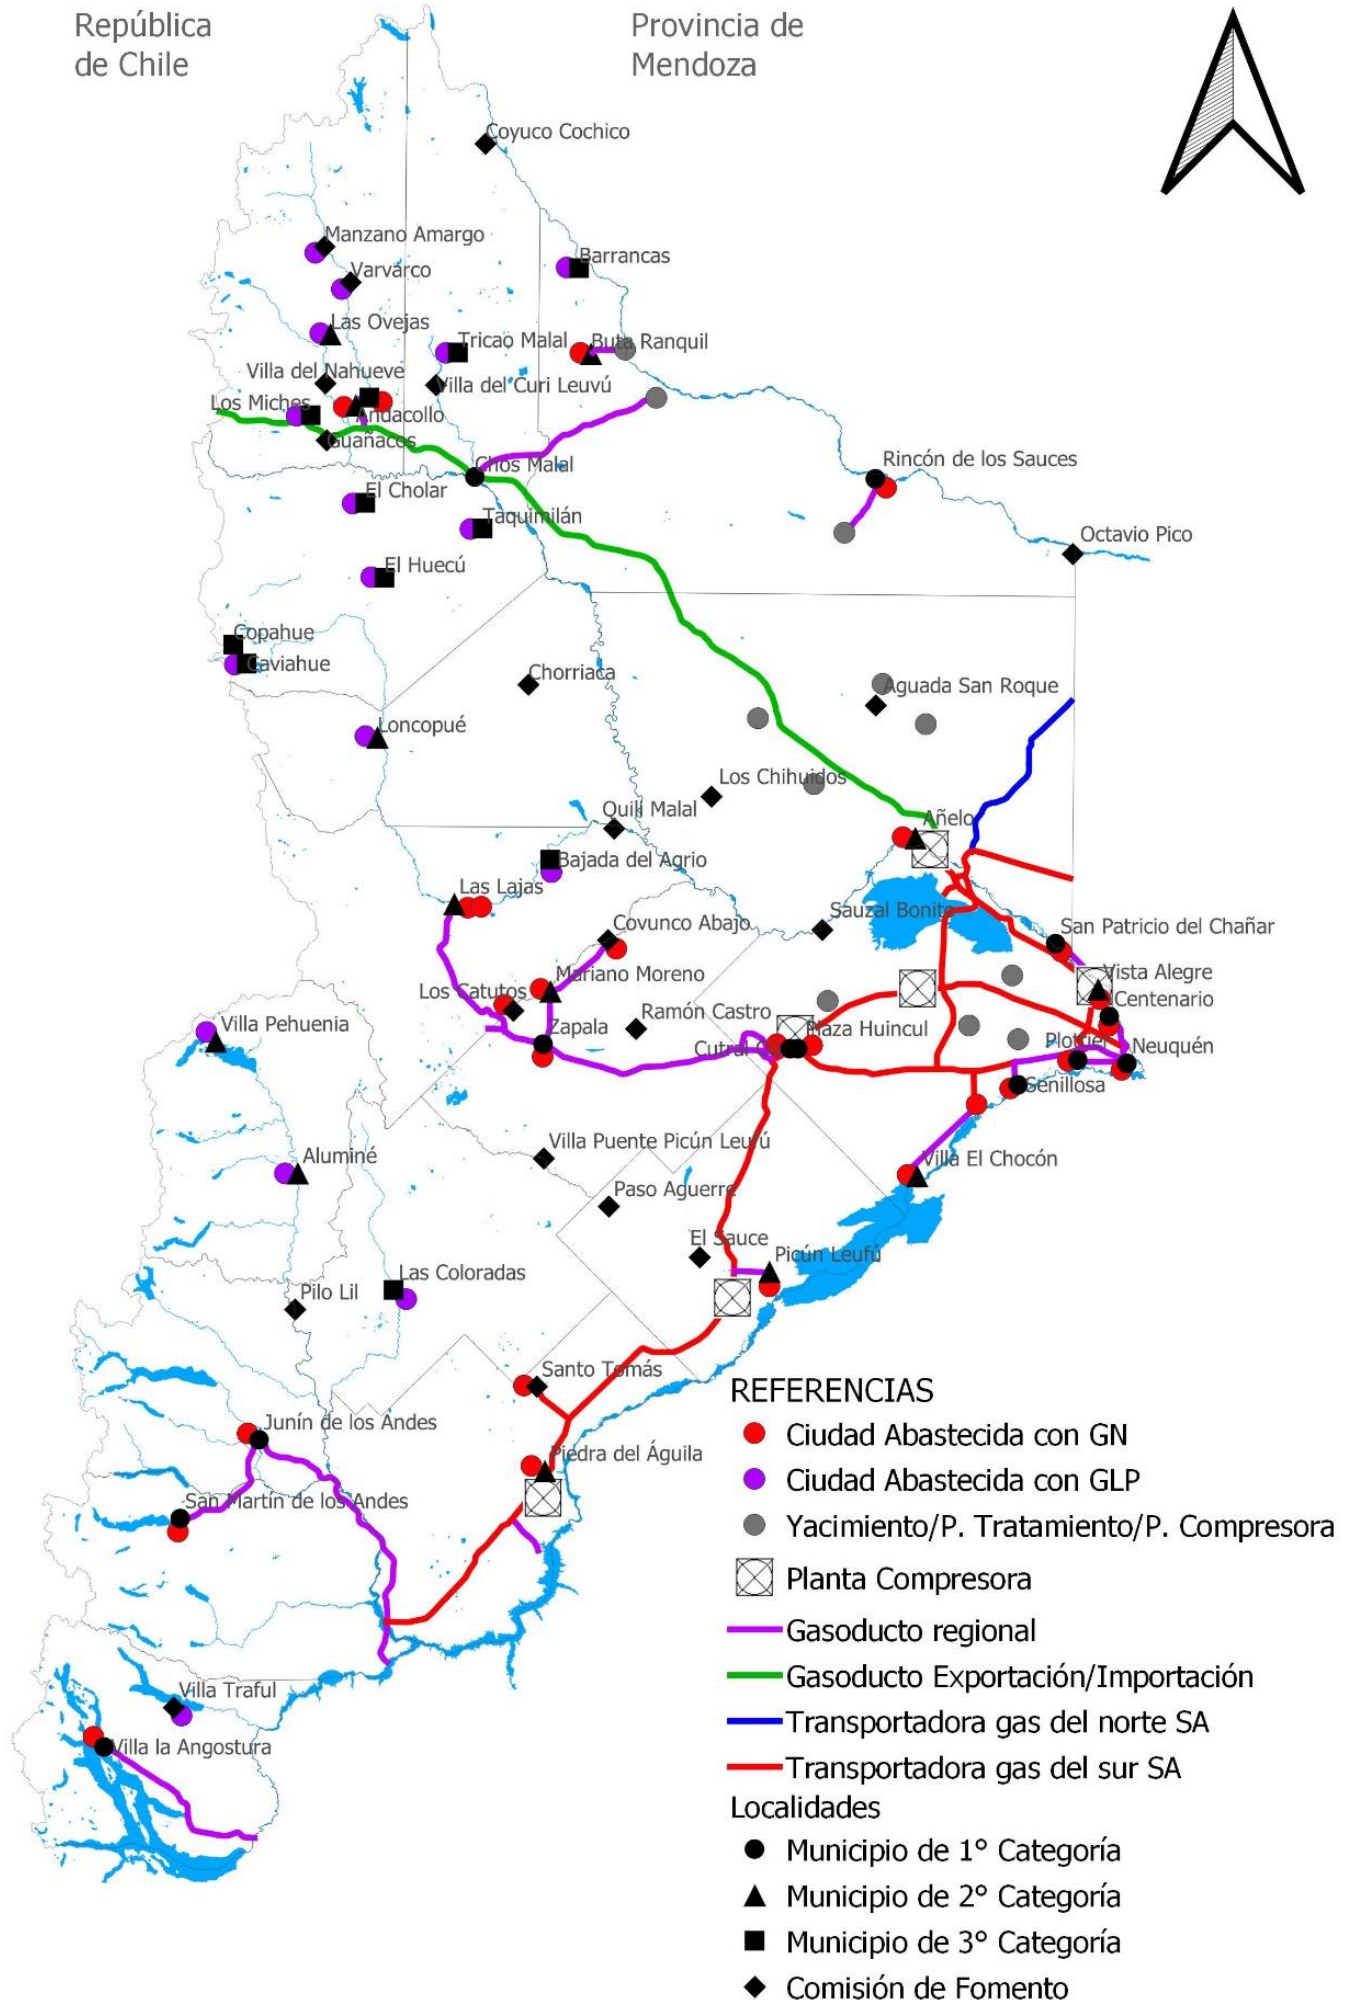 República
de Chile
Provincia de
Mendoza
Coyuco Cochico
Manzano Amargo
Barrancas
Varvarco
Las Ovejas
Tricao Malal
Buta Ranquil
Villa del Nahueve
Villa del Curi Leuvú
Los Miches
Andacollo
Guañacos
Chos Malal
Rincón de los Sauces
El Cholar
Taquimilán
Octavio Pico
El Huecú
Copahue
Caviahue
Chorriaca
Aguada San Roque
Loncopué
Los Chihuidos
Quili Malal
Añelo
Bajada del Agrio
Las Lajas
Sauzal Bonito
Covunco Abajo
San Patricio del Chañar
Mariano Moreno
Vista Alegre
Los Catutos
Centenario
Ramón Castro
Villa Pehuenia
Zapala
Plaza Huincul
Cutral
Plottier
Neuquén
Senillosa
Villa Puente Picún Leufú
Aluminé
Villa El Chocón
Paso Aguerre
El Sauce
Picún Leufú
Las Coloradas
Pilo Lil
Santo Tomás
Junín de los Andes
Piedra del Águila
San Martín de los Andes
Villa Traful
Villa la Angostura
REFERENCIAS
Ciudad Abastecida con GN
Ciudad Abastecida con GLP
Yacimiento/P. Tratamiento/P. Compresora
Planta Compresora
Gasoducto regional
Gasoducto Exportación/Importación
Transportadora gas del norte SA
Transportadora gas del sur SA
Localidades
Municipio de 1° Categoría
Municipio de 2° Categoría
Municipio de 3° Categoría
Comisión de Fomento